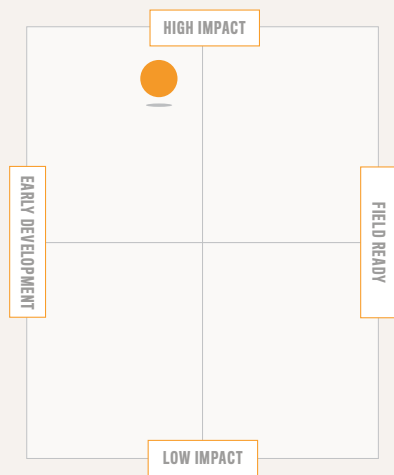 HIGH IMPACT
EARLY DEVELOPMENT
FIELD READY
LOW IMPACT